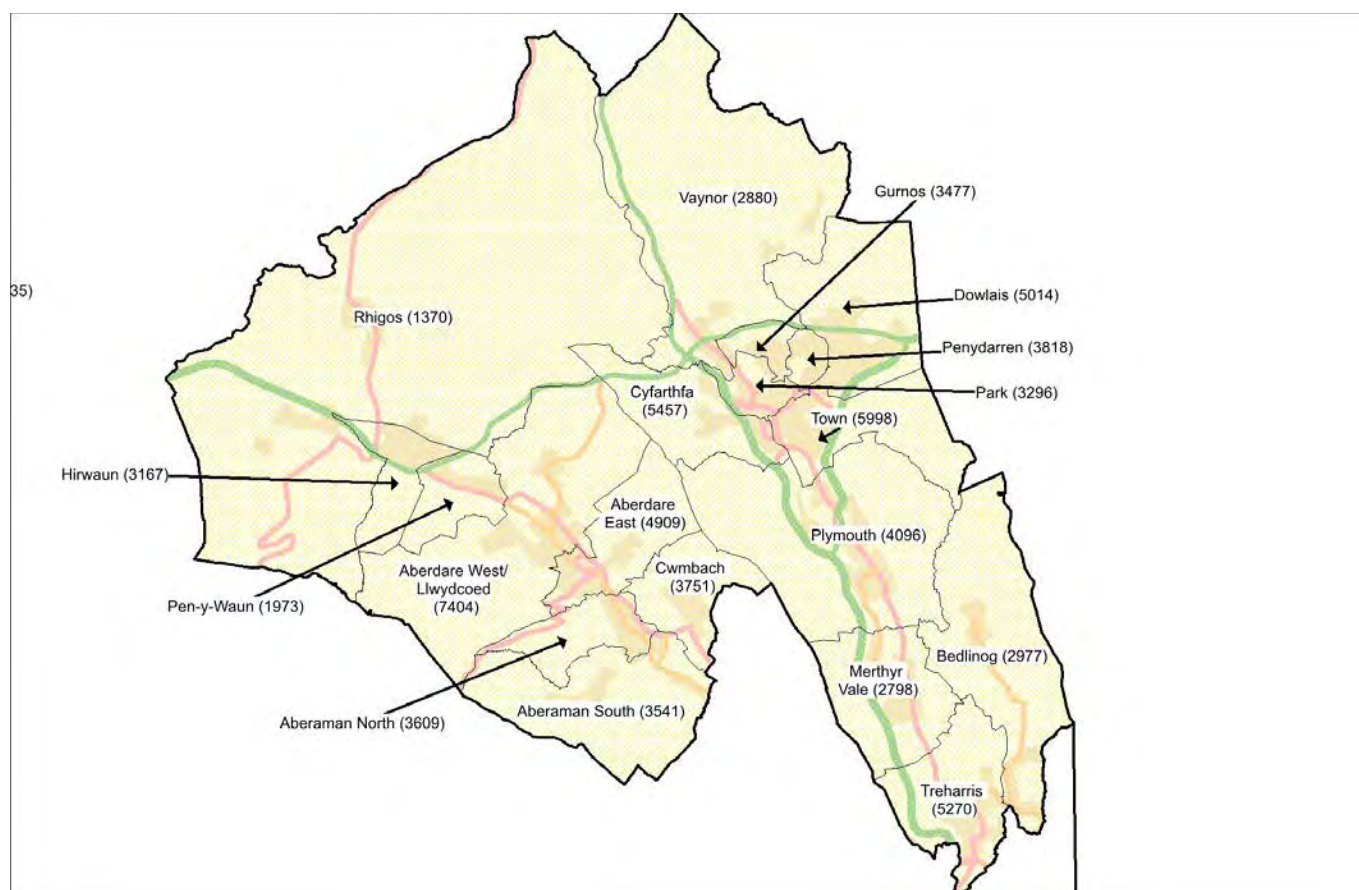 Vaynor (2880)
Gurnos (3477)
35)
Dowlais (5014)
Rhigos (1370)
Penydarren (3818)
Park (3296)
Cyfarthfa
(5457)
Town (5998)
Hirwaun (3167)
Aberdare
East (4909)
Plymouth (4096)
Aberdare West/
Llwydcoed
(7404)
Cwmbach
(3751)
Pen-y-Waun (1973)
Bedlinog (2977)
Merthyr
Vale (2798)
Aberaman South (3541)
Aberaman North (3609)
Treharris
(5270)